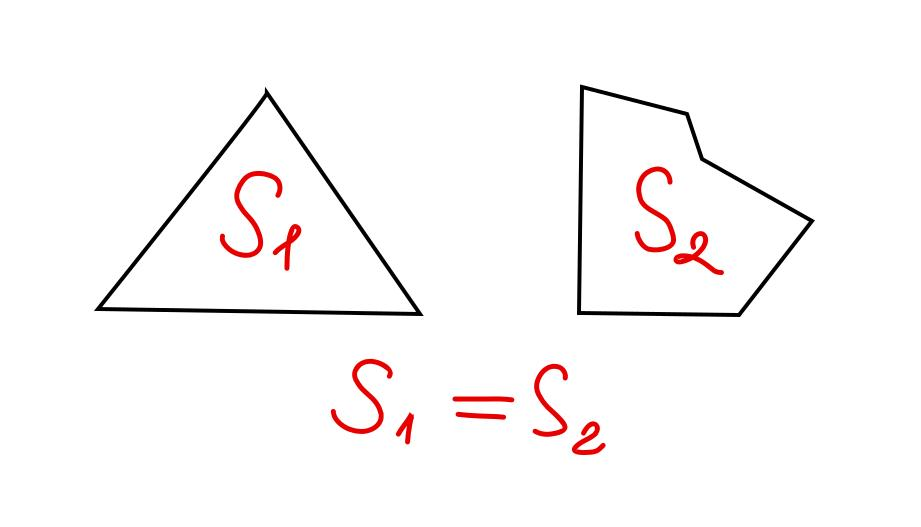 S₁
S₂
S₁ = S₂